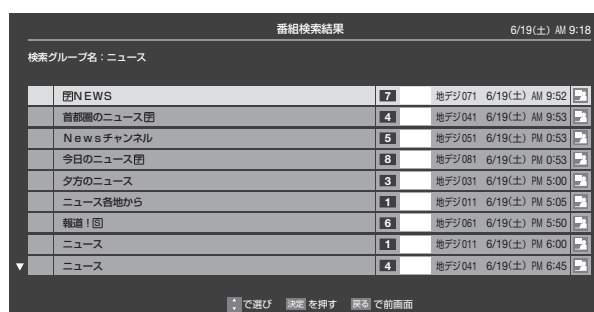 番組検索結果 6/19(土) AM 9:18
検索グループ名：ニュース
🈑NEWS 7 地デジ071 6/19(土) AM 9:52
首都圏のニュース🈑 4 地デジ041 6/19(土) AM 9:53
Newsチャンネル 5 地デジ051 6/19(土) PM 0:53
今日のニュース🈑 8 地デジ081 6/19(土) PM 0:53
夕方のニュース 3 地デジ031 6/19(土) PM 5:00
ニュース各地から 1 地デジ011 6/19(土) PM 5:05
報道！🅂 6 地デジ061 6/19(土) PM 5:50
ニュース 1 地デジ011 6/19(土) PM 6:00
▼ ニュース 4 地デジ041 6/19(土) PM 6:45
で選び 決定 を押す 戻る で前画面